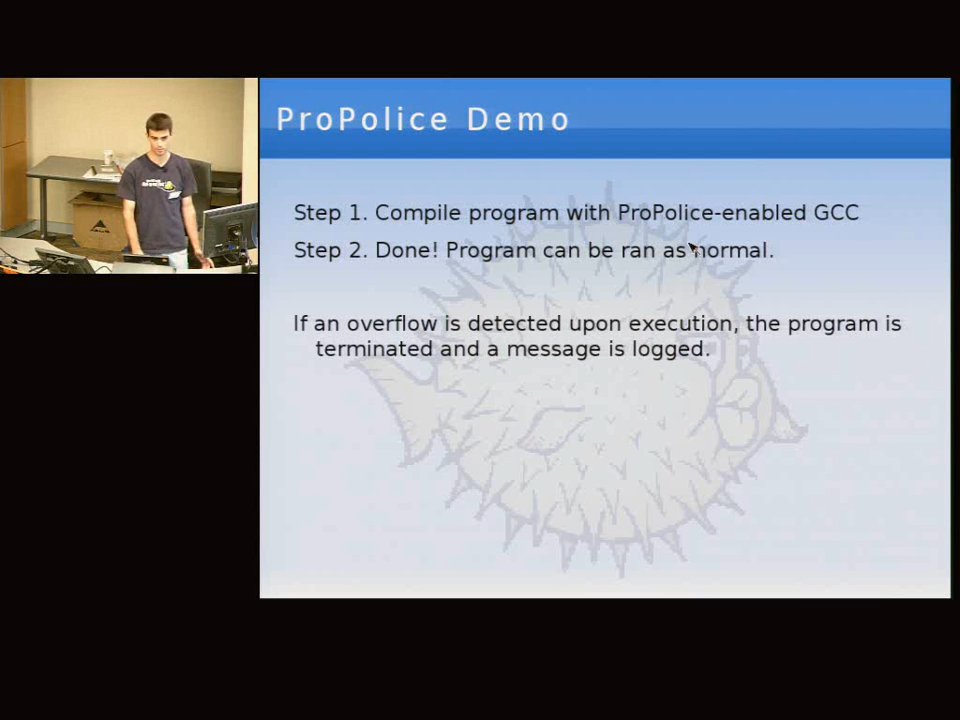 ProPolice Demo
Step 1. Compile program with ProPolice-enabled GCC
Step 2. Done! Program can be ran as normal.
If an overflow is detected upon execution, the program is
terminated and a message is logged.